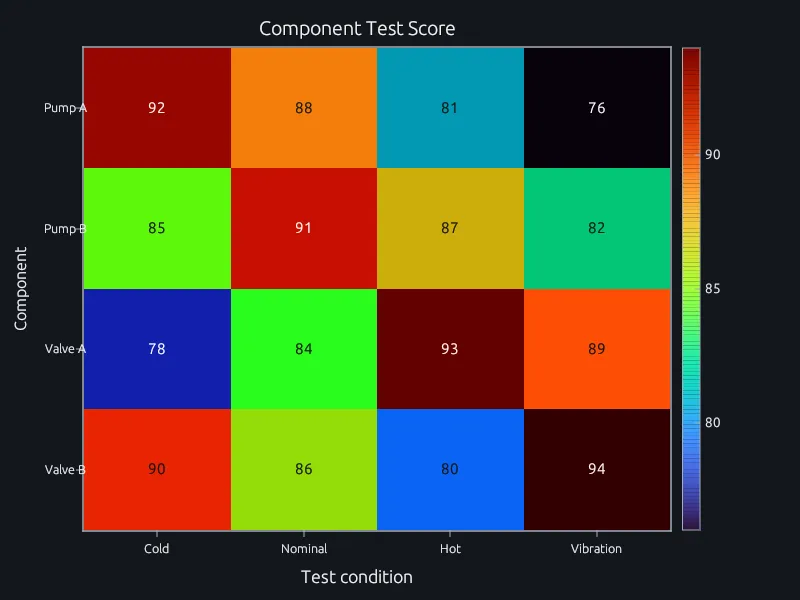 Component Test Score
Pump A 92 88 81 76
90
Pump B 85 91 87 82
85
Component
Valve A 78 84 93 89
80
Valve B 90 86 80 94
Cold Nominal Hot Vibration
Test condition